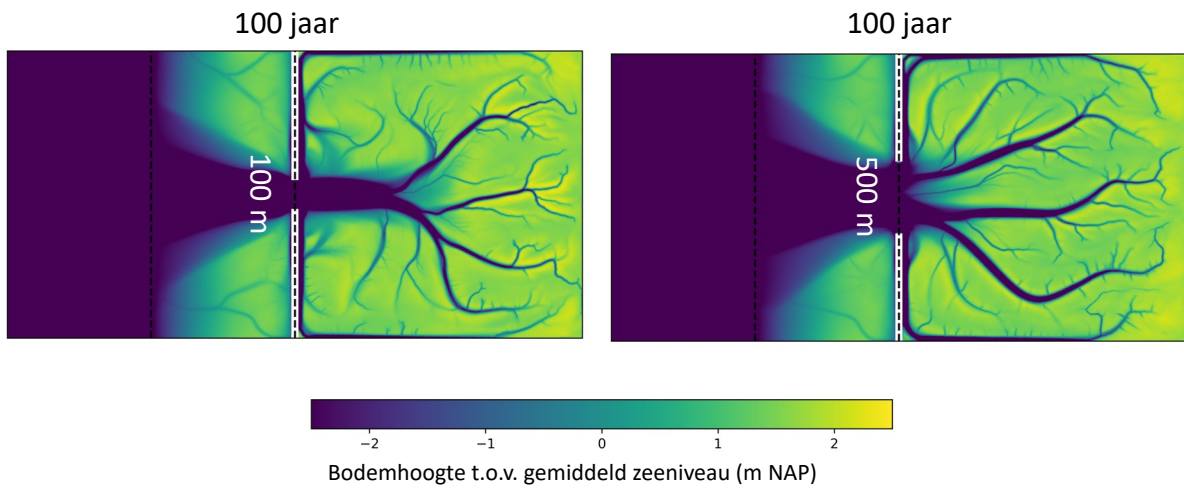 100 jaar
100 jaar
100 m
500 m
−2
−1
0
1
2
Bodemhoogte t.o.v. gemiddeld zeeniveau (m NAP)